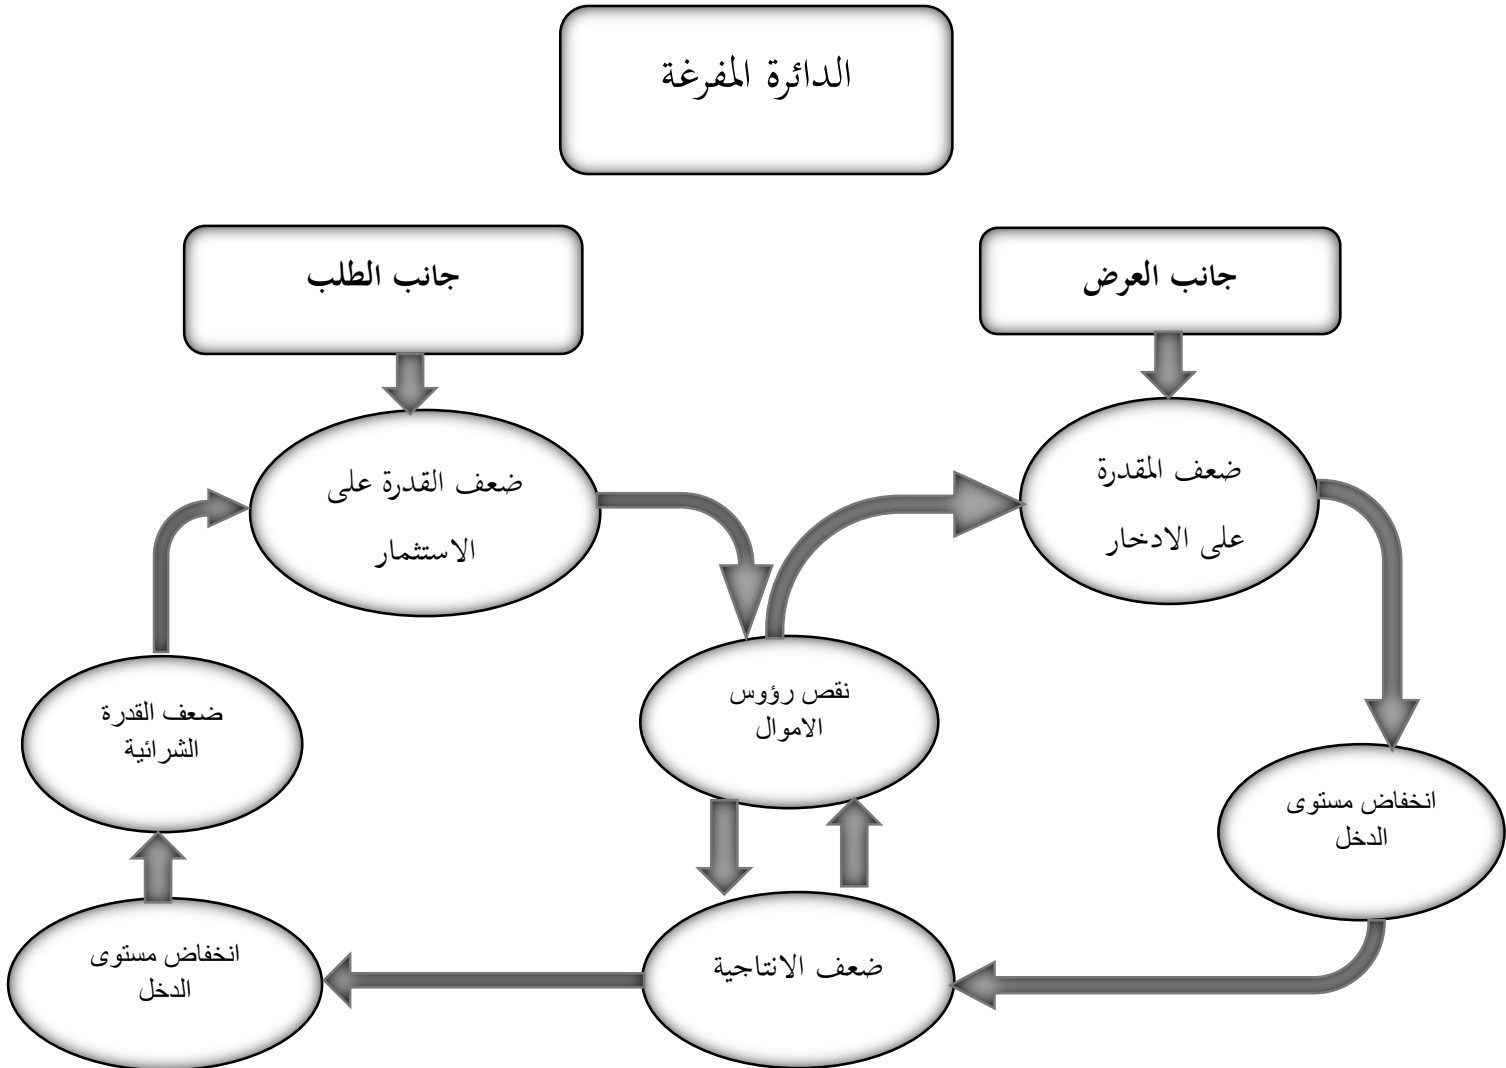 الدائرة المفرغة
جانب العرض
جانب الطلب
ضعف المقدرة
على الادخار
ضعف القدرة على
الاستثمار
نقص رؤوس
الاموال
ضعف القدرة
الشرائية
انخفاض مستوى
الدخل
ضعف الانتاجية
انخفاض مستوى
الدخل